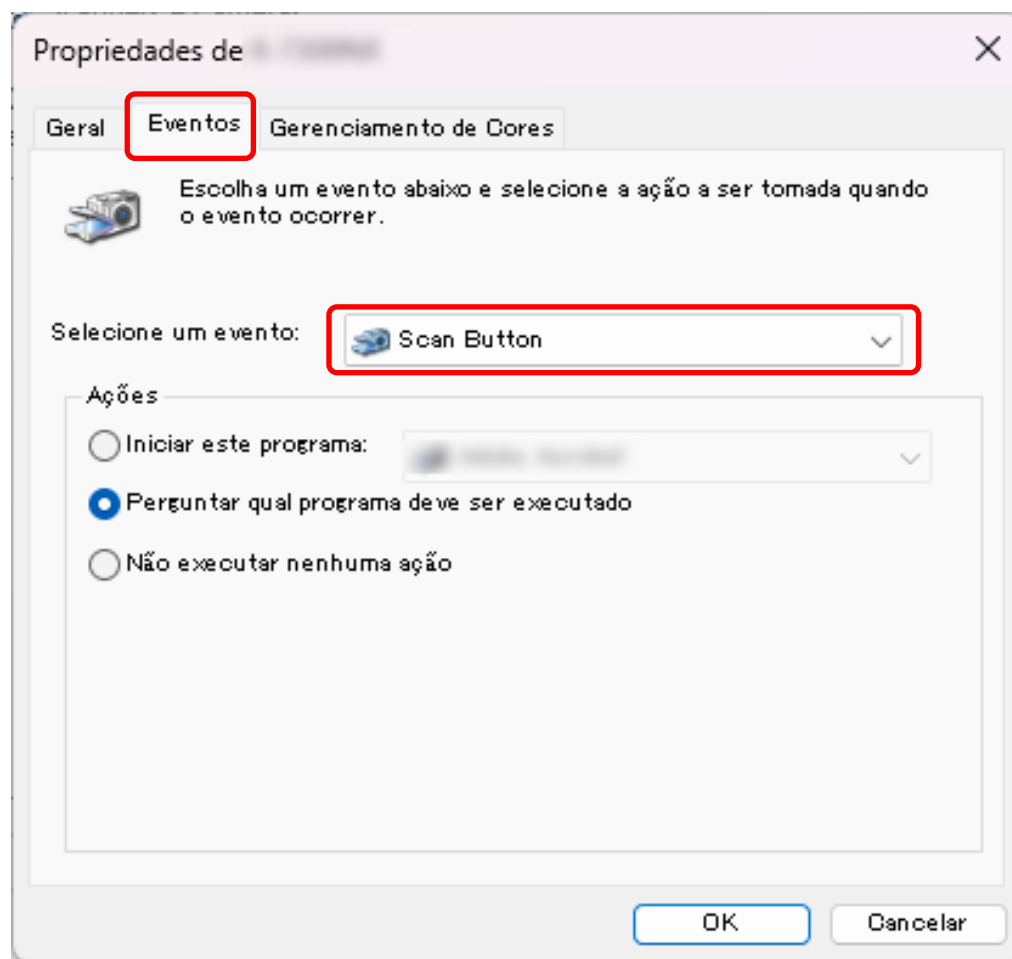 Propriedades de
Geral
Eventos
Gerenciamento de Cores
Escolha um evento abaixo e selecione a ação a ser tomada quando
o evento ocorrer.
Selecione um evento:
Scan Button
Ações
Iniciar este programa:
Perguntar qual programa deve ser executado
Não executar nenhuma ação
OK
Cancelar